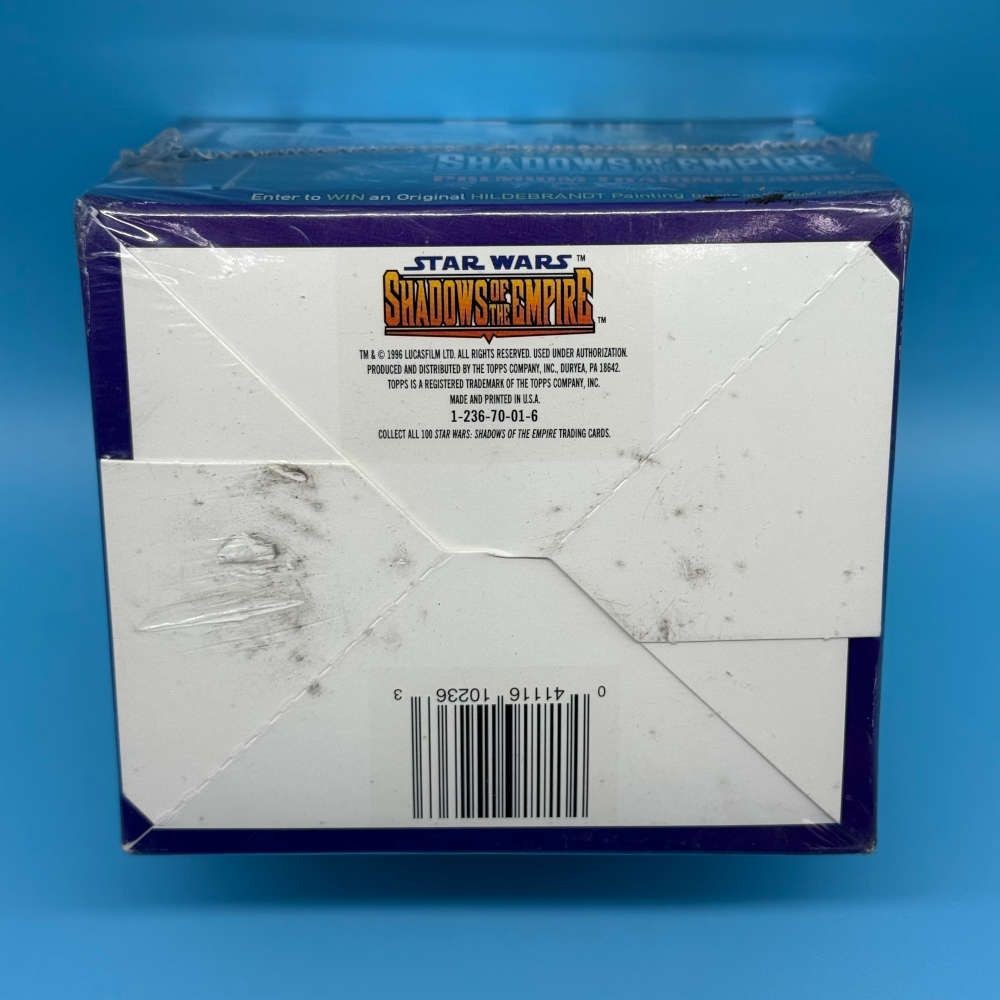 SHADOWS OF THE EMPIRE
Enter to WIN an Original HILDEBRANDT Painting
STAR WARS™
SHADOWS OF THE EMPIRE™
TM & © 1996 LUCASFILM LTD. ALL RIGHTS RESERVED. USED UNDER AUTHORIZATION.
PRODUCED AND DISTRIBUTED BY THE TOPPS COMPANY, INC., DURYEA, PA 18642.
TOPPS IS A REGISTERED TRADEMARK OF THE TOPPS COMPANY, INC.
MADE AND PRINTED IN U.S.A.
1-236-70-01-6
COLLECT ALL 100 STAR WARS: SHADOWS OF THE EMPIRE TRADING CARDS.
0 41116 10236 3